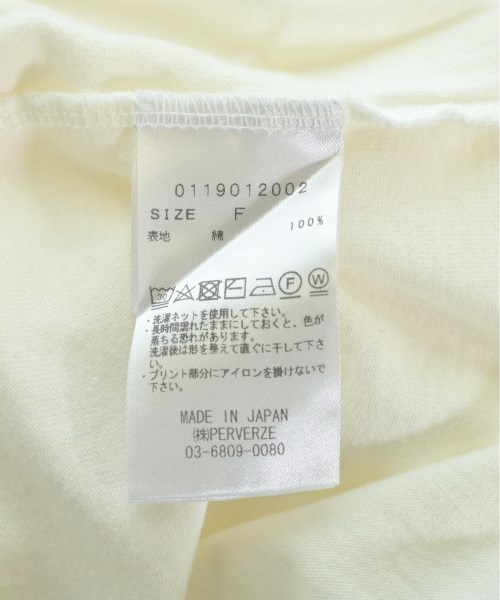 0119012002
SIZE F
表地 綿 100%
30 F W
・洗濯ネットを使用して下さい。
・長時間濡れたままにしておくと、色が
落ちる恐れがあります。
洗濯後は形を整えて直ぐに干して下さ
い。
・プリント部分にアイロンを掛けないで
下さい。
MADE IN JAPAN
㈱PERVERZE
03-6809-0080